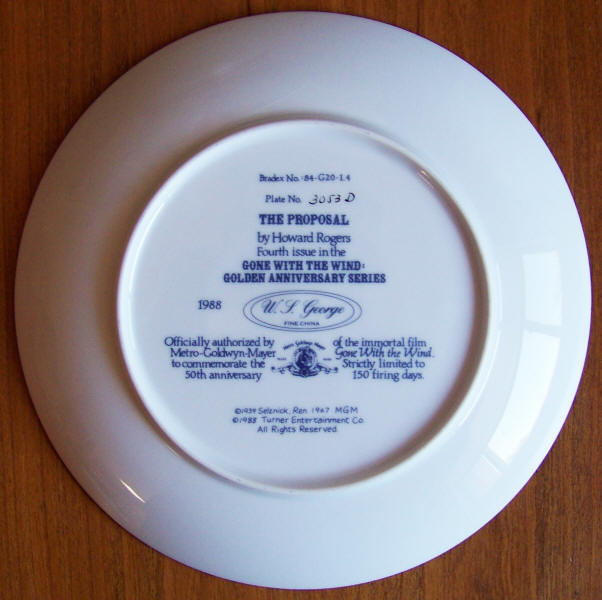 Bradex No.: 84-G20-1.4
Plate No. 3053 D
THE PROPOSAL
by Howard Rogers
Fourth issue in the
GONE WITH THE WIND:
GOLDEN ANNIVERSARY SERIES
1988
W. S. George
FINE CHINA
Officially authorized by
Metro-Goldwyn-Mayer
to commemorate the
50th anniversary
of the immortal film
Gone With the Wind.
Strictly limited to
150 firing days.
©1939 Selznick, Ren. 1967 MGM
©1988 Turner Entertainment Co.
All Rights Reserved.